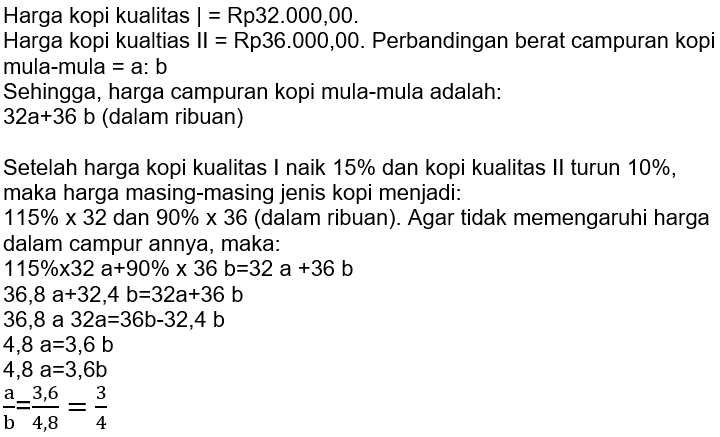 Harga kopi kualitas | = Rp32.000,00.
Harga kopi kualtias II = Rp36.000,00. Perbandingan berat campuran kopi
mula-mula = a: b
Sehingga, harga campuran kopi mula-mula adalah:
32a+36 b (dalam ribuan)
Setelah harga kopi kualitas I naik 15% dan kopi kualitas II turun 10%,
maka harga masing-masing jenis kopi menjadi:
115% x 32 dan 90% x 36 (dalam ribuan). Agar tidak memengaruhi harga
dalam campur annya, maka:
115%x32 a+90% x 36 b=32 a +36 b
36,8 a+32,4 b=32a+36 b
36,8 a 32a=36b-32,4 b
4,8 a=3,6 b
4,8 a=3,6b
a/b=3,6/4,8 = 3/4